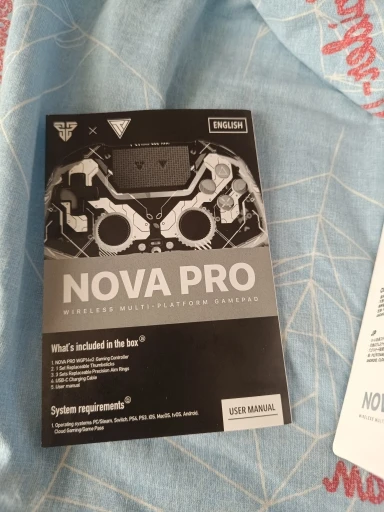 ×
ENGLISH
NOVA PRO
WIRELESS MULTI-PLATFORM GAMEPAD
What's included in the box
1. NOVA PRO WGP14v2 Gaming Controller
2. 1 Set Replaceable Thumbsticks
3. 3 Sets Replaceable Precision Aim Rings
4. USB-C Charging Cable
5. User manual
System requirements
1. Operating systems: PC/Steam, Switch, PS4, PS3, iOS, MacOS, tvOS, Android,
Cloud Gaming/Game Pass
USER MANUAL